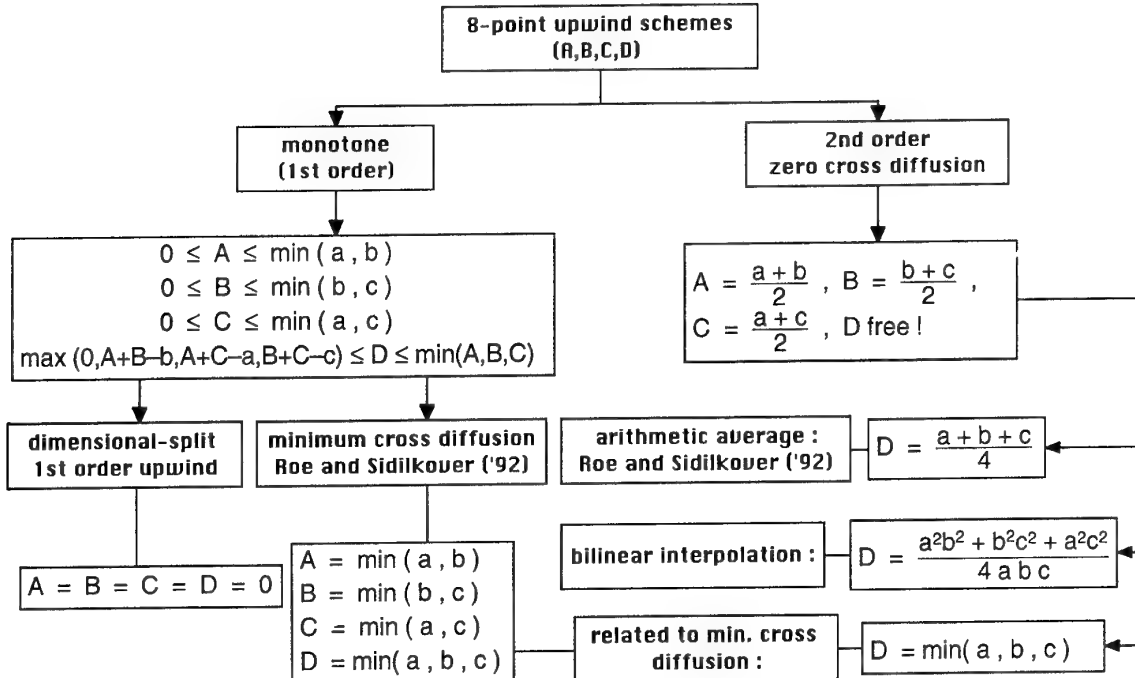 8-point upwind schemes
(A,B,C,D)
monotone
(1st order)
2nd order
zero cross diffusion
0 ≤ A ≤ min ( a , b )
0 ≤ B ≤ min ( b , c )
0 ≤ C ≤ min ( a , c )
max (0,A+B–b,A+C–a,B+C–c) ≤ D ≤ min(A,B,C)
A = a + b / 2 , B = b + c / 2 ,
C = a + c / 2 , D free !
dimensional-split
1st order upwind
minimum cross diffusion
Roe and Sidilkover ('92)
arithmetic average :
Roe and Sidilkover ('92)
D = a + b + c / 4
A = B = C = D = 0
A = min ( a , b )
B = min ( b , c )
C = min ( a , c )
D = min( a , b , c )
bilinear interpolation :
D = a²b² + b²c² + a²c² / 4 a b c
related to min. cross
diffusion :
D = min( a , b , c )